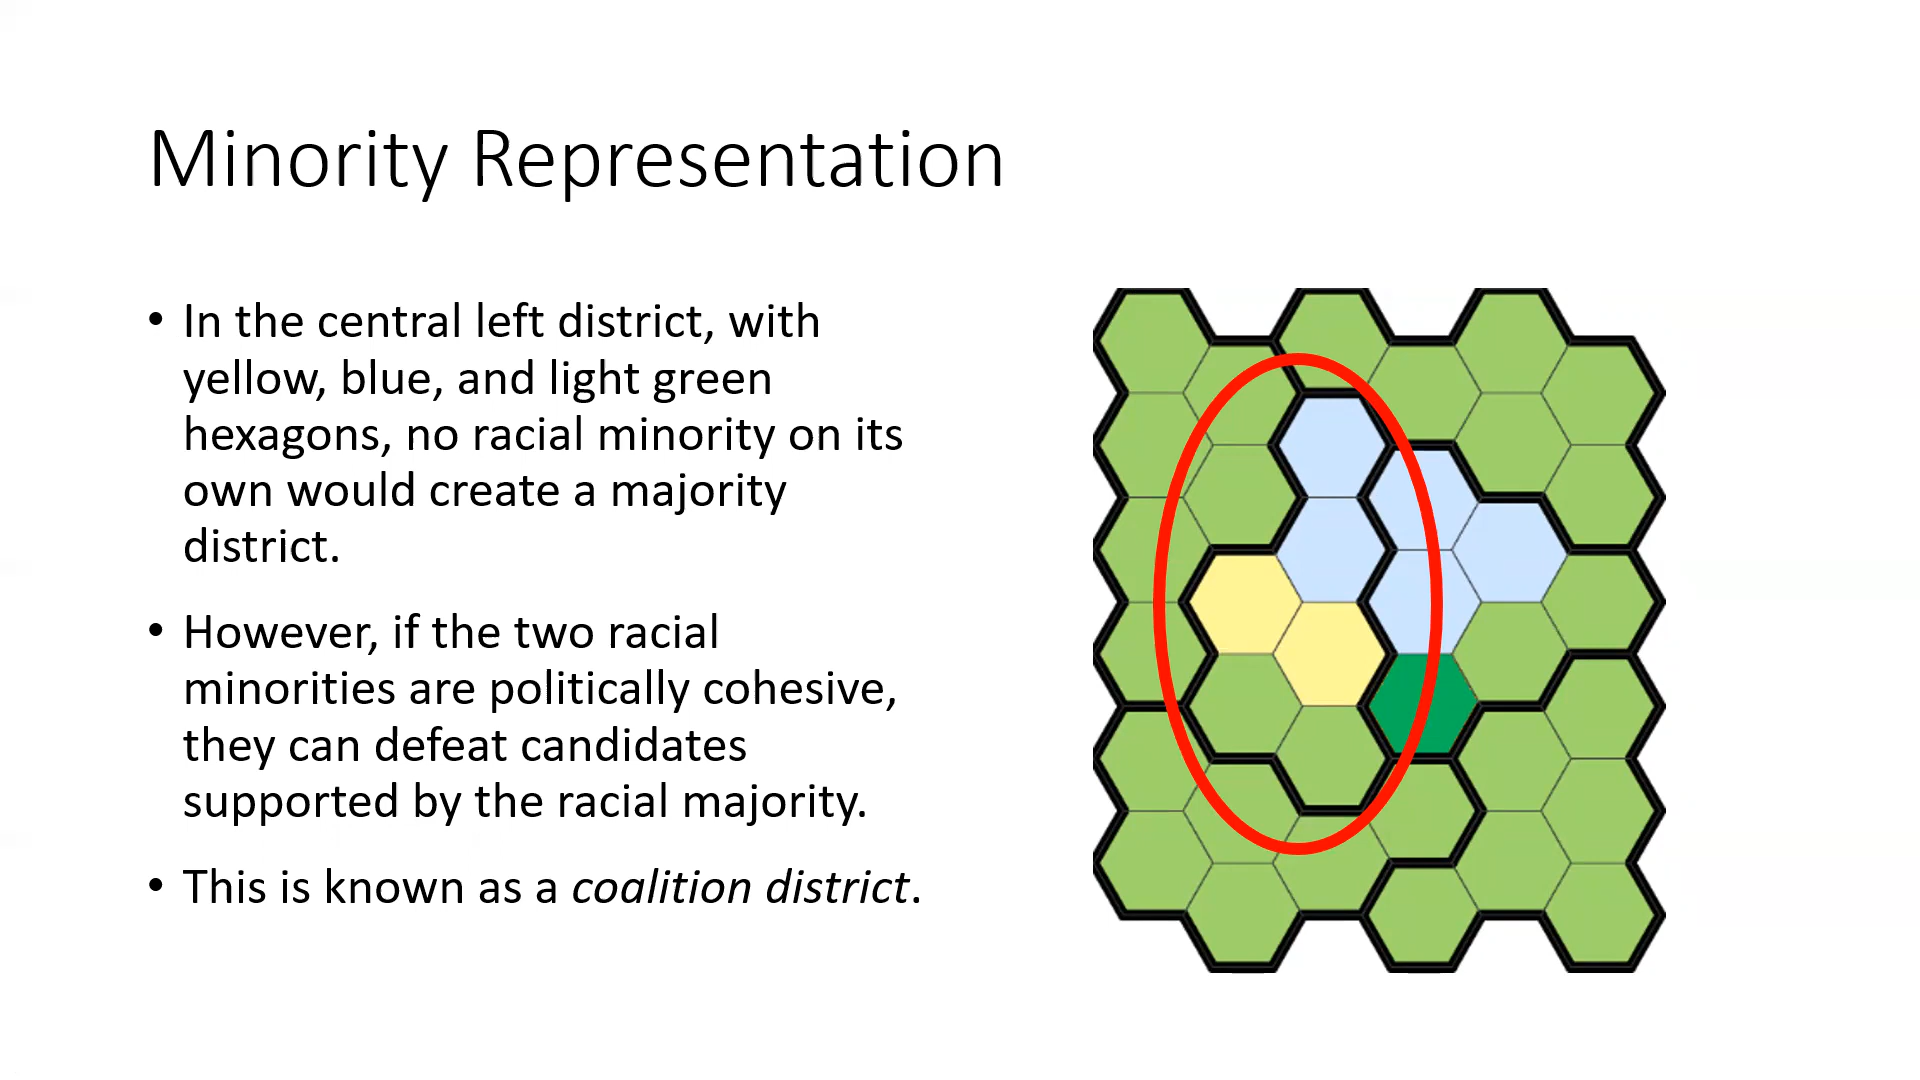 Minority Representation
• In the central left district, with
yellow, blue, and light green
hexagons, no racial minority on its
own would create a majority
district.
• However, if the two racial
minorities are politically cohesive,
they can defeat candidates
supported by the racial majority.
• This is known as a coalition district.